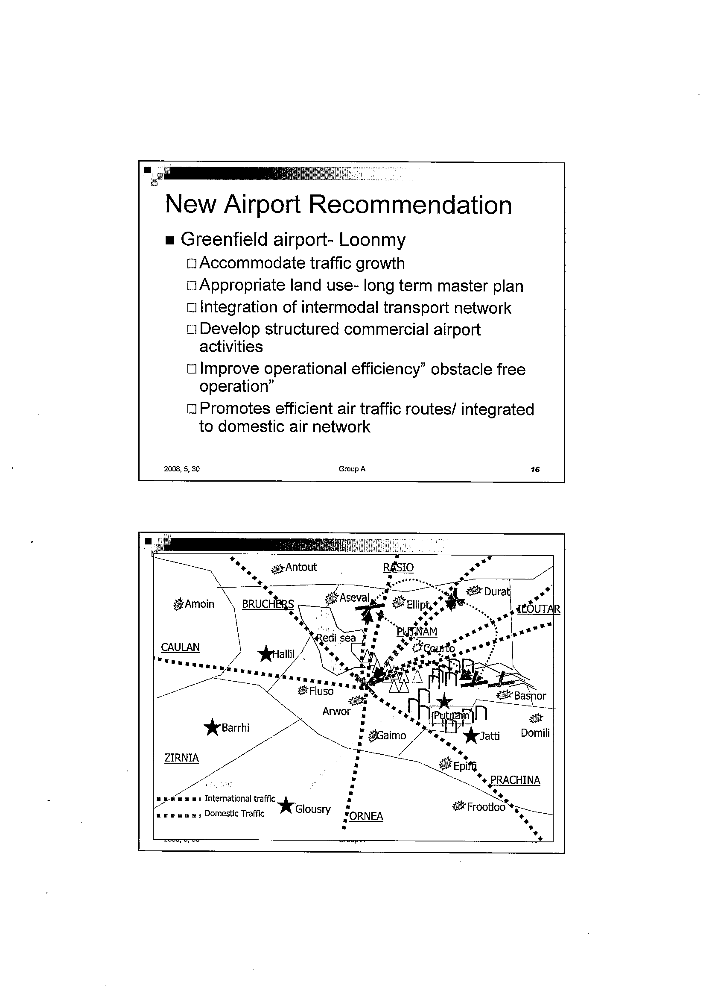 New Airport Recommendation
■ Greenfield airport- Loonmy
□ Accommodate traffic growth
□ Appropriate land use- long term master plan
□ Integration of intermodal transport network
□ Develop structured commercial airport
activities
□ Improve operational efficiency” obstacle free
operation”
□ Promotes efficient air traffic routes/ integrated
to domestic air network
2008, 5, 30 Group A 16
Antout RASIO
Aseval Durat
Amoin BRUCHERS Ellipt ILOUTAR
PUTNAM
Redi sea
CAULAN Hallil Courto
Fluso Basnor
Arwor Putnam
Barrhi Gaimo Jatti Domili
ZIRNIA
Epirri
PRACHINA
International traffic
Glousry Frootloo
Domestic Traffic ORNEA